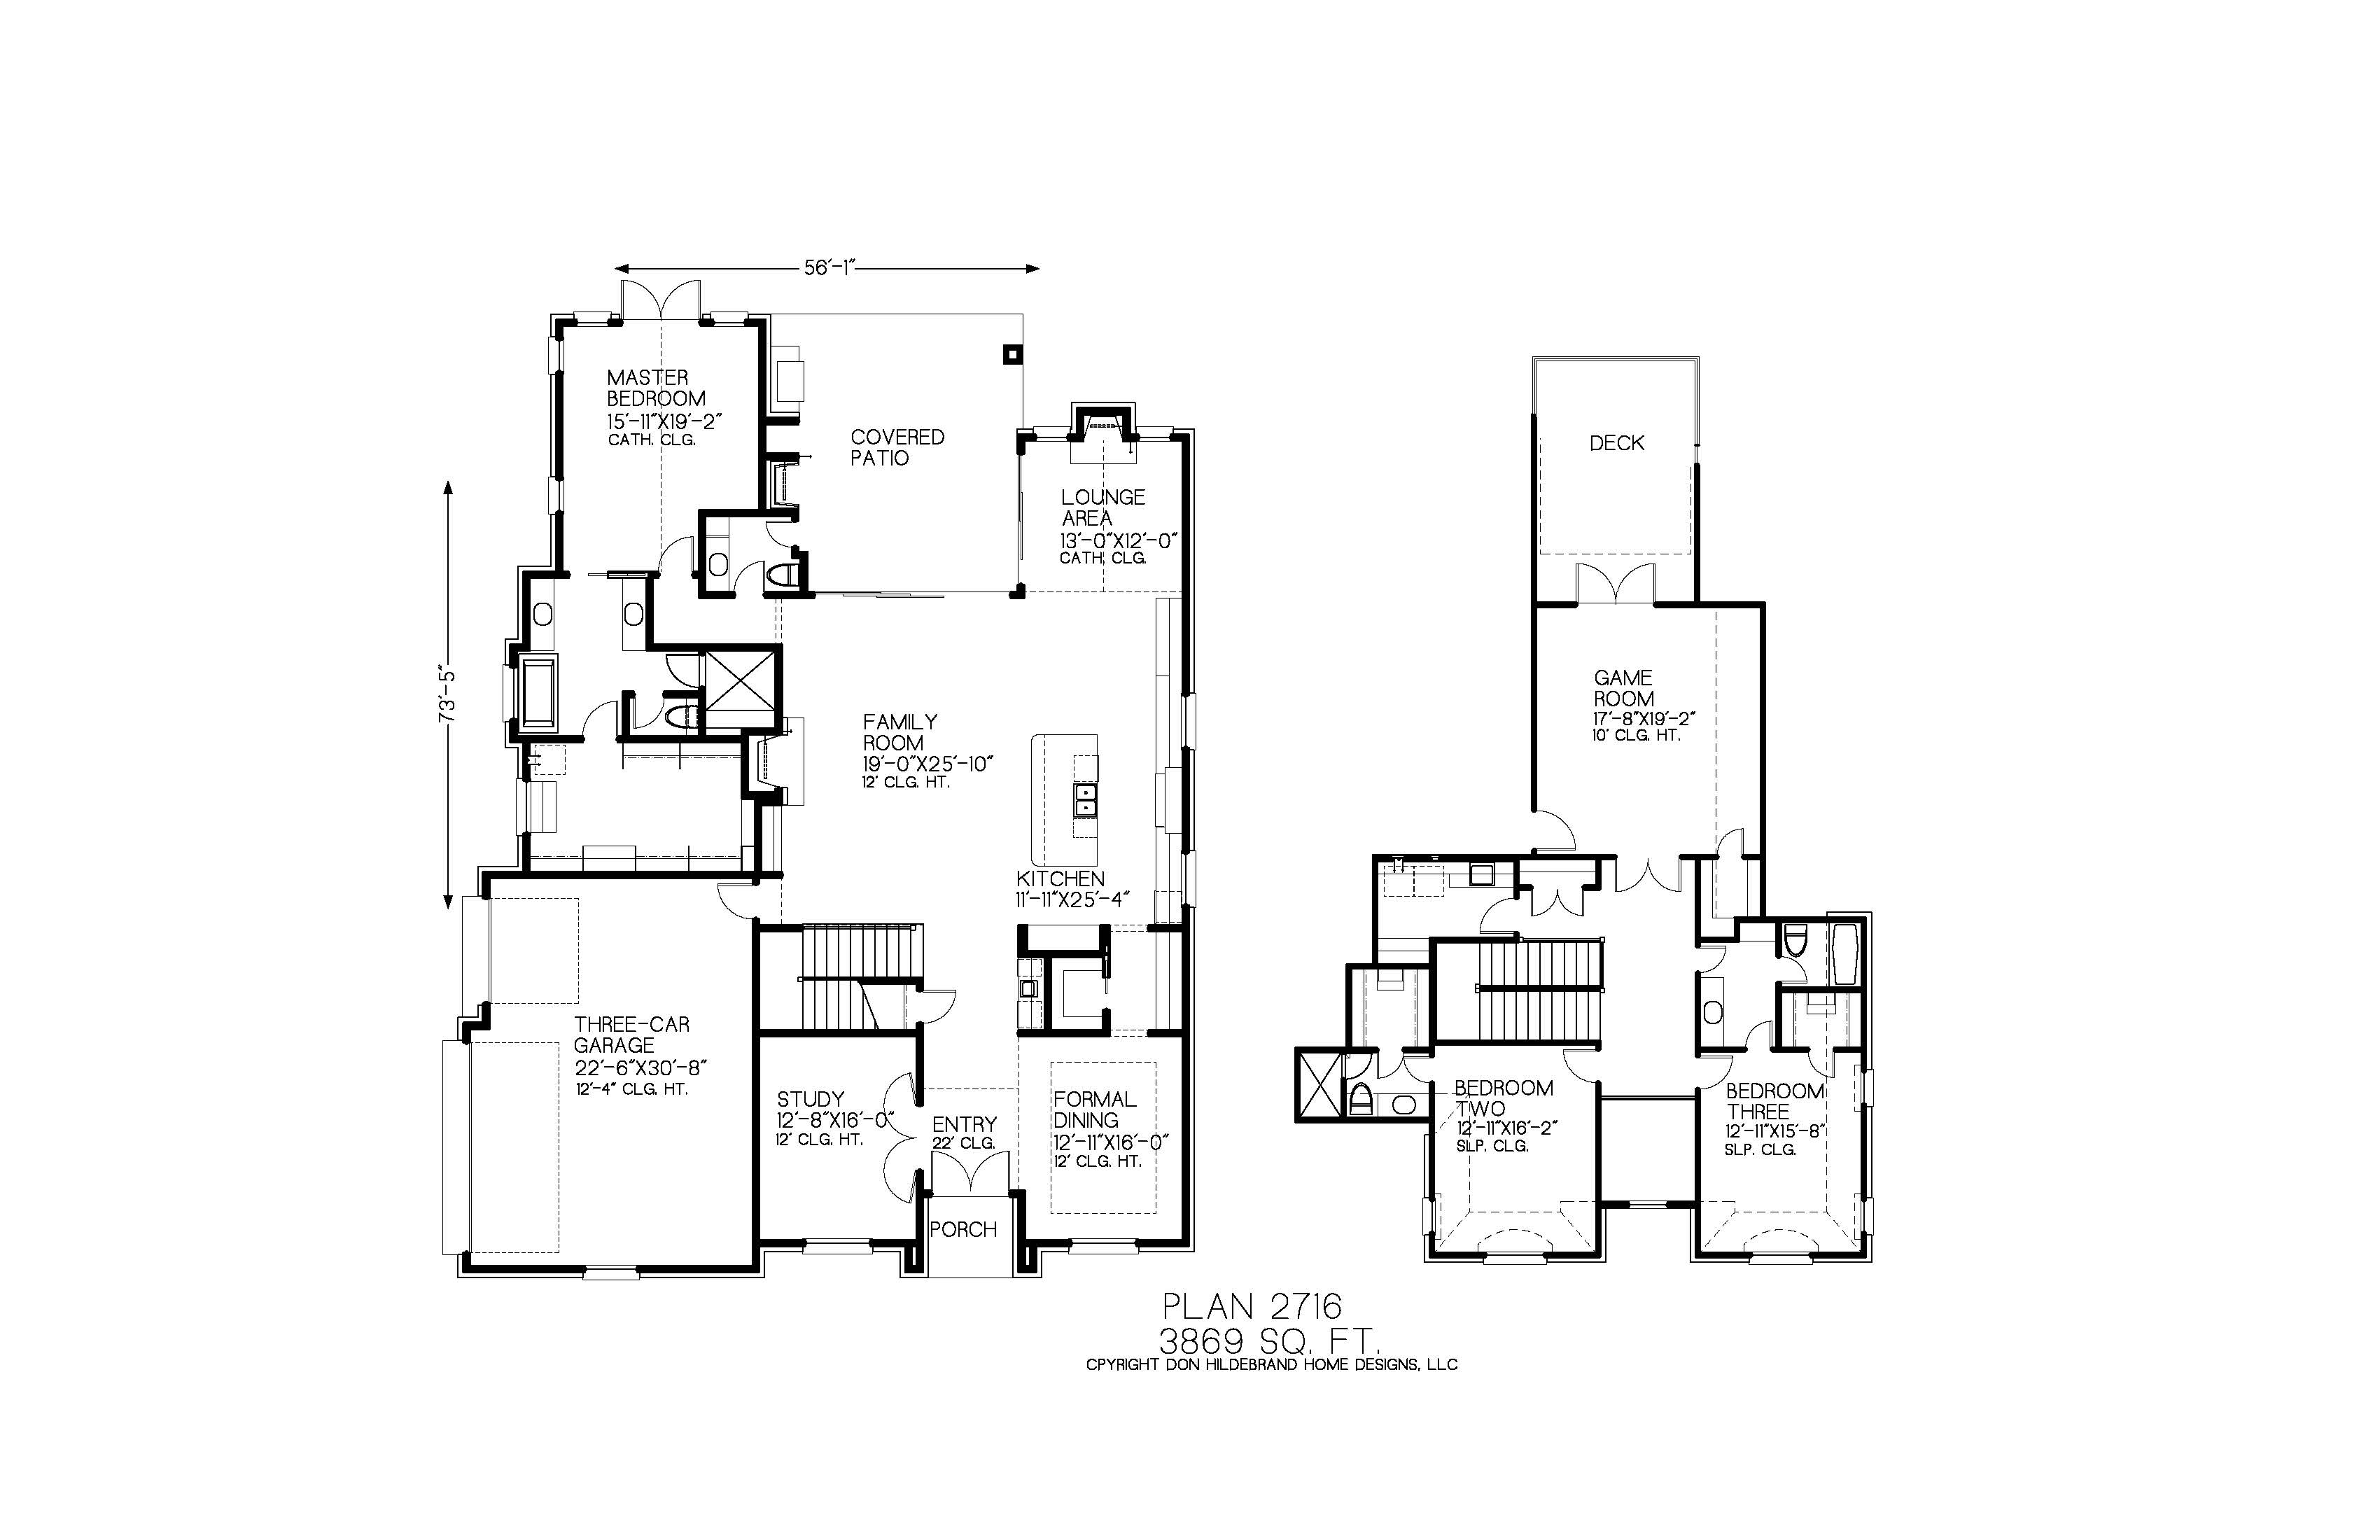 56'-1"
MASTER
BEDROOM
15'-11"X19'-2"
CATH. CLG.
COVERED
PATIO
LOUNGE
AREA
13'-0"X12'-0"
CATH. CLG.
73'-5"
FAMILY
ROOM
19'-0"X25'-10"
12' CLG. HT.
KITCHEN
11'-11"X25'-4"
THREE-CAR
GARAGE
22'-6"X30'-8"
12'-4" CLG. HT.
STUDY
12'-8"X16'-0"
12' CLG. HT.
ENTRY
22' CLG.
FORMAL
DINING
12'-11"X16'-0"
12' CLG. HT.
PORCH
DECK
GAME
ROOM
17'-8"X19'-2"
10' CLG. HT.
BEDROOM
TWO
12'-11"X16'-2"
SLP. CLG.
BEDROOM
THREE
12'-11"X15'-8"
SLP. CLG.
PLAN 2716
3869 SQ. FT.
CPYRIGHT DON HILDEBRAND HOME DESIGNS, LLC